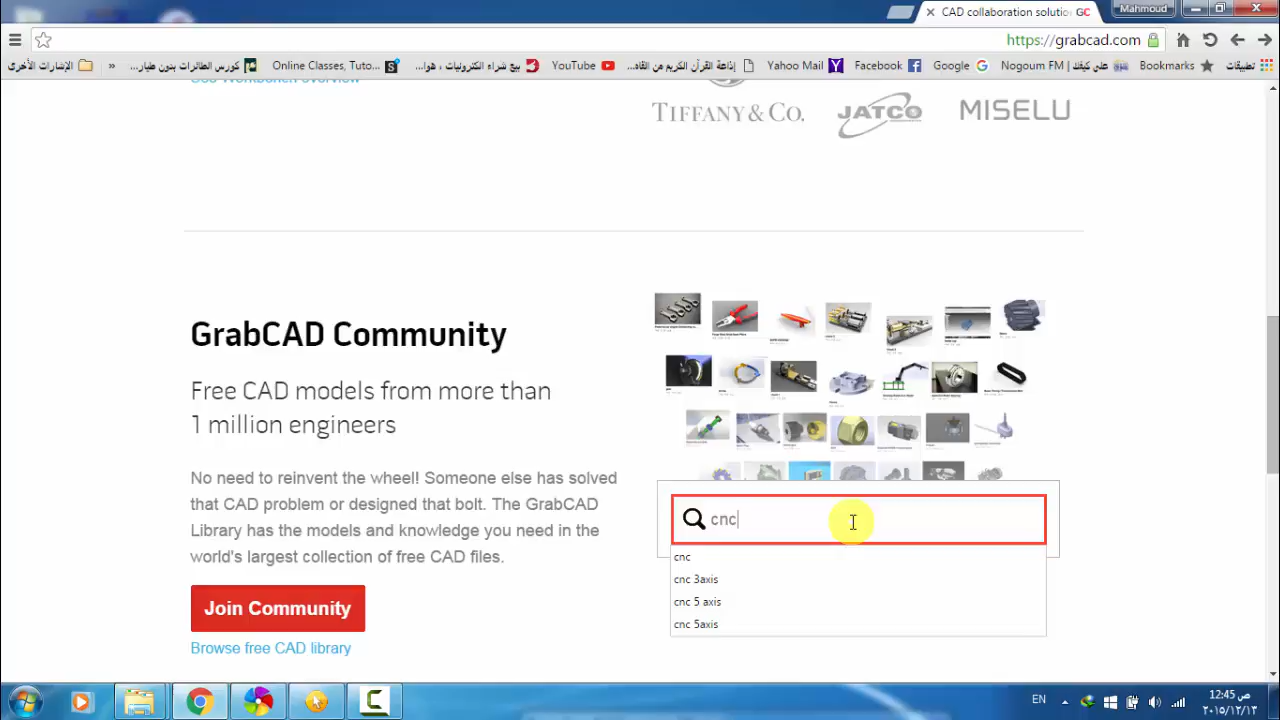 CAD collaboration solutio
GC
Mahmoud
https://grabcad.com
الإشارات الأخرى
كورس الطائرات بدون طيار...
Online Classes, Tuto...
بيع شراء الكترونيات ، هوا...
YouTube
إذاعة القرآن الكريم من القاه...
Yahoo Mail
Facebook
Google
Nogoum FM | علي كيفك
Bookmarks
تطبيقات
TIFFANY & CO.
JATCO
MISELU
GrabCAD Community
Free CAD models from more than
1 million engineers
No need to reinvent the wheel! Someone else has solved
that CAD problem or designed that bolt. The GrabCAD
Library has the models and knowledge you need in the
world's largest collection of free CAD files.
Join Community
Browse free CAD library
cnc
cnc
cnc 3axis
cnc 5 axis
cnc 5axis
EN
12:45 ص
٢٠١٥/١٢/١٣